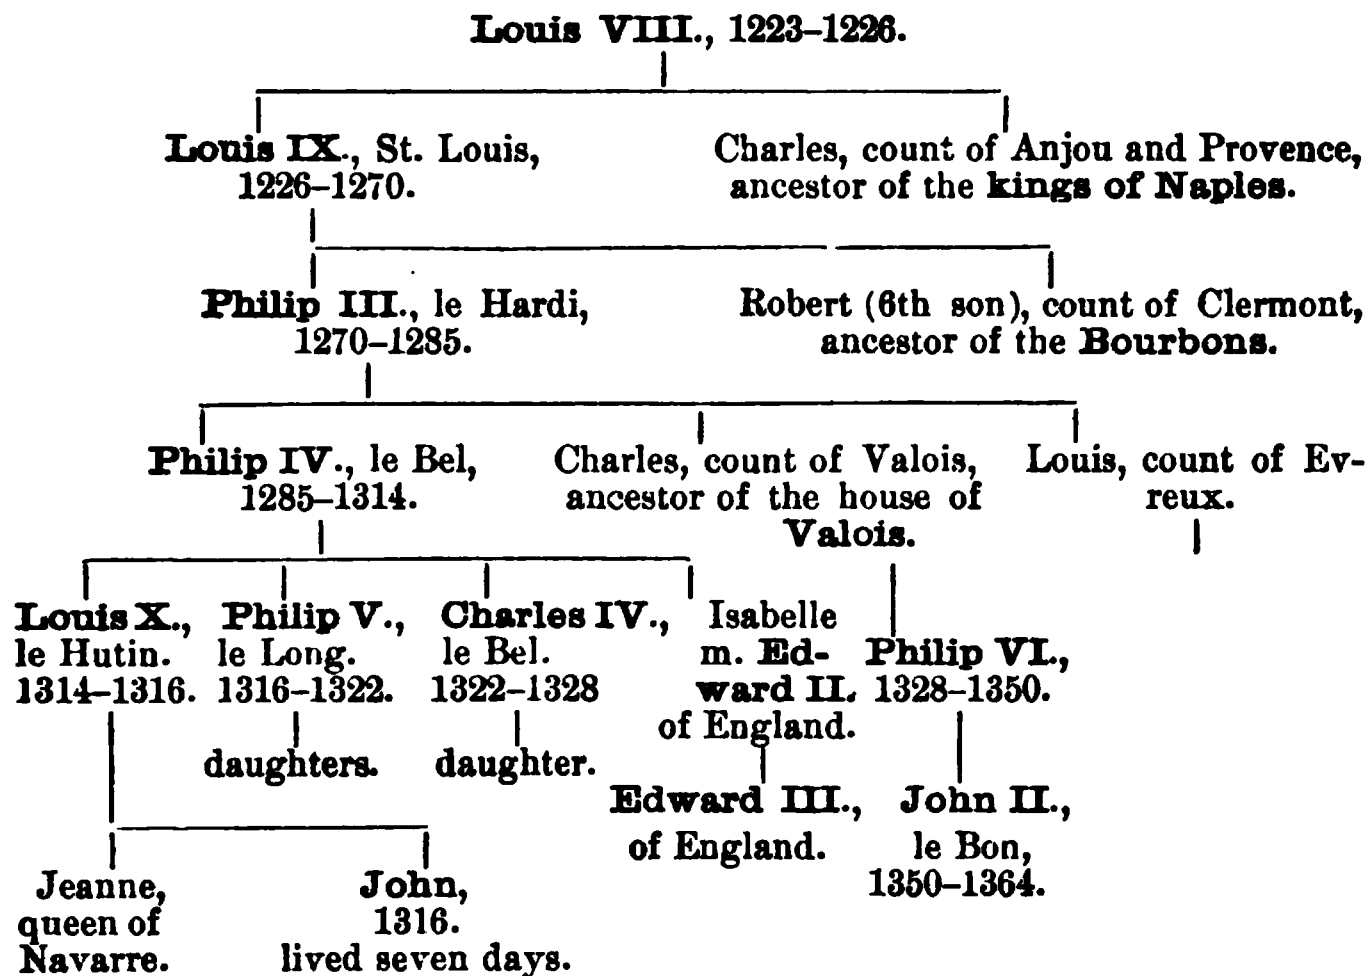 Louis VIII., 1223–1226.
Louis IX., St. Louis,
1226–1270.
Charles, count of Anjou and Provence,
ancestor of the kings of Naples.
Philip III., le Hardi,
1270–1285.
Robert (6th son), count of Clermont,
ancestor of the Bourbons.
Philip IV., le Bel,
1285–1314.
Charles, count of Valois,
ancestor of the house of
Valois.
Louis, count of Ev-
reux.
Louis X.,
le Hutin.
1314–1316.
Philip V.,
le Long.
1316–1322.
daughters.
Charles IV.,
le Bel.
1322–1328
daughter.
Isabelle
m. Ed-
ward II.
of England.
Philip VI.,
1328–1350.
Edward III.,
of England.
John II.,
le Bon,
1350–1364.
Jeanne,
queen of
Navarre.
John,
1316.
lived seven days.